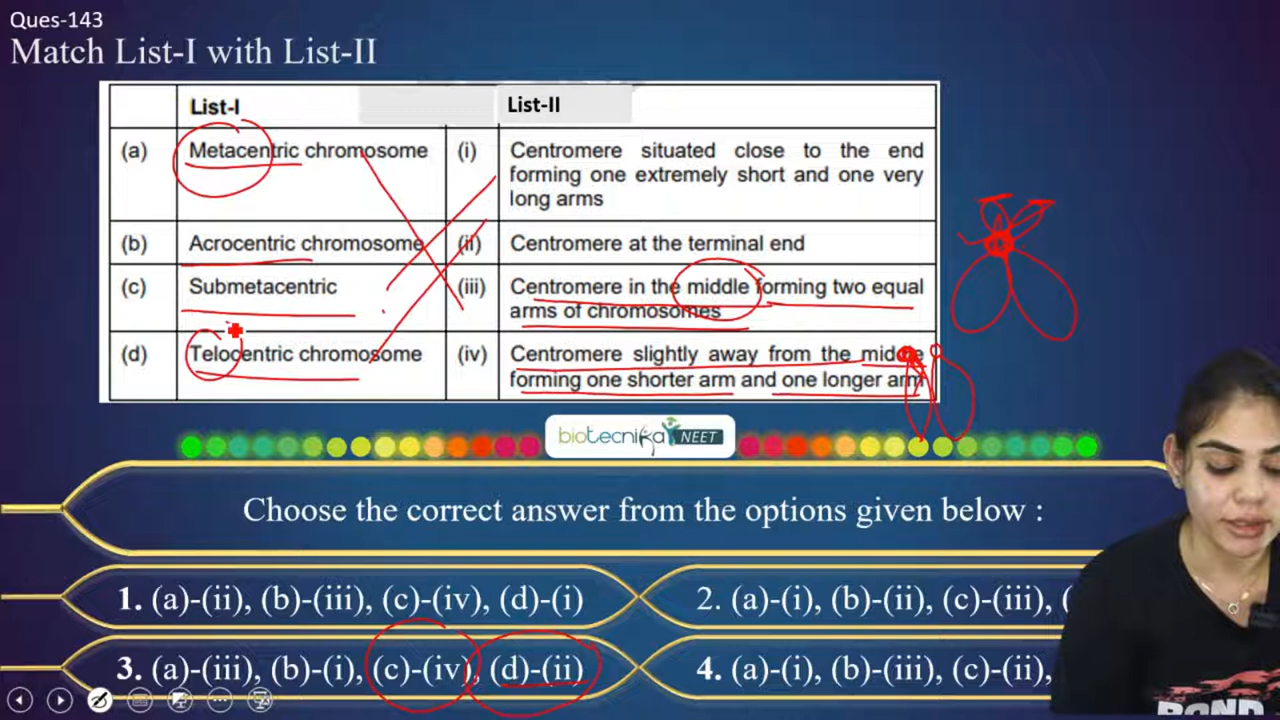 Ques-143
Match List-I with List-II
List-I List-II
(a) Metacentric chromosome (i) Centromere situated close to the end
forming one extremely short and one very
long arms
(b) Acrocentric chromosome (ii) Centromere at the terminal end
(c) Submetacentric (iii) Centromere in the middle forming two equal
arms of chromosomes
(d) Telocentric chromosome (iv) Centromere slightly away from the middle
forming one shorter arm and one longer arm
biotecnika NEET
Choose the correct answer from the options given below :
1. (a)-(ii), (b)-(iii), (c)-(iv), (d)-(i)
2. (a)-(i), (b)-(ii), (c)-(iii), (
3. (a)-(iii), (b)-(i), (c)-(iv), (d)-(ii)
4. (a)-(i), (b)-(iii), (c)-(ii),